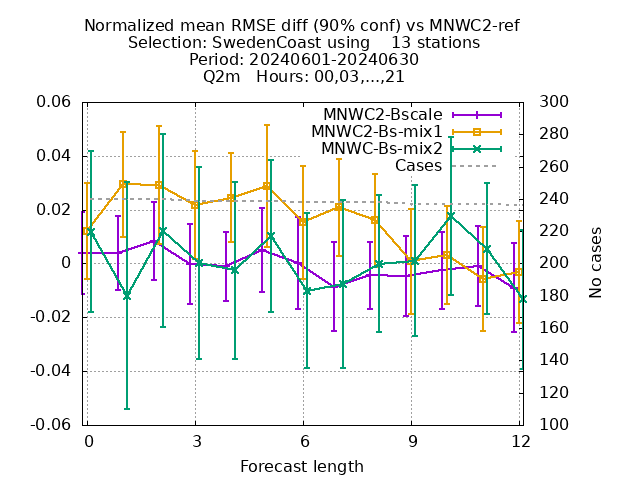 Normalized mean RMSE diff (90% conf) vs MNWC2-ref
Selection: SwedenCoast using    13 stations
Period: 20240601-20240630
Q2m   Hours: 00,03,...,21
MNWC2-Bscale
MNWC2-Bs-mix1
MNWC-Bs-mix2
Cases
0.06
0.04
0.02
0
-0.02
-0.04
-0.06
300
280
260
240
220
200
180
160
140
120
100
No cases
0 3 6 9 12
Forecast length